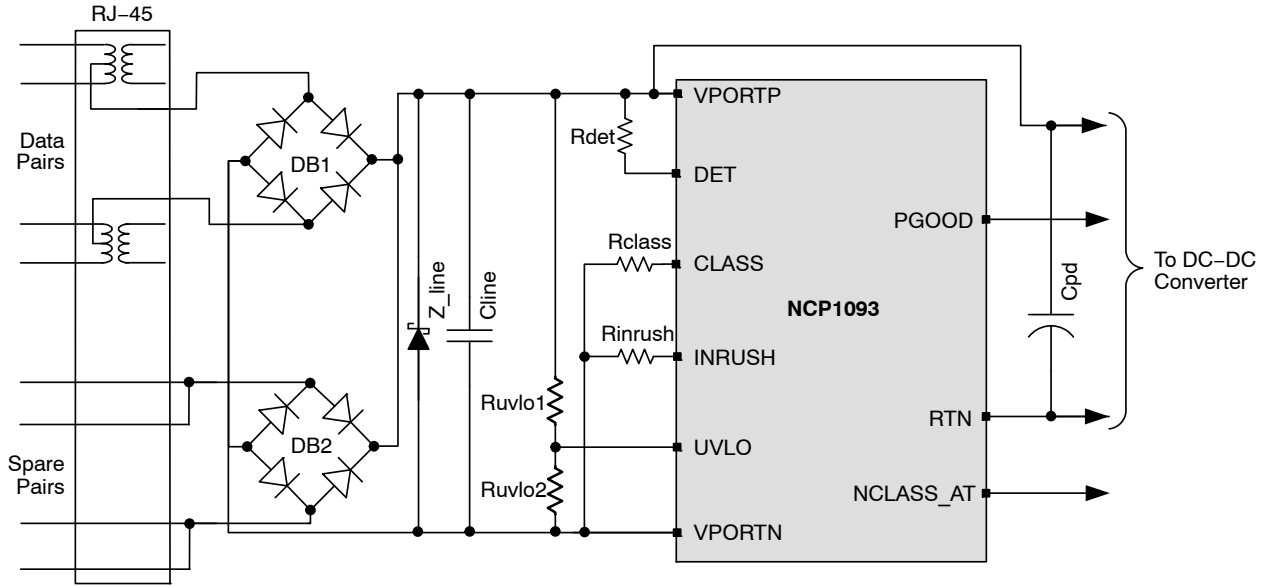 RJ−45
Data
Pairs
Spare
Pairs
DB1
DB2
Z_line
Cline
Rdet
Rclass
Rinrush
Ruvlo1
Ruvlo2
VPORTP
DET
CLASS
INRUSH
UVLO
VPORTN
NCP1093
PGOOD
RTN
NCLASS_AT
Cpd
To DC−DC
Converter